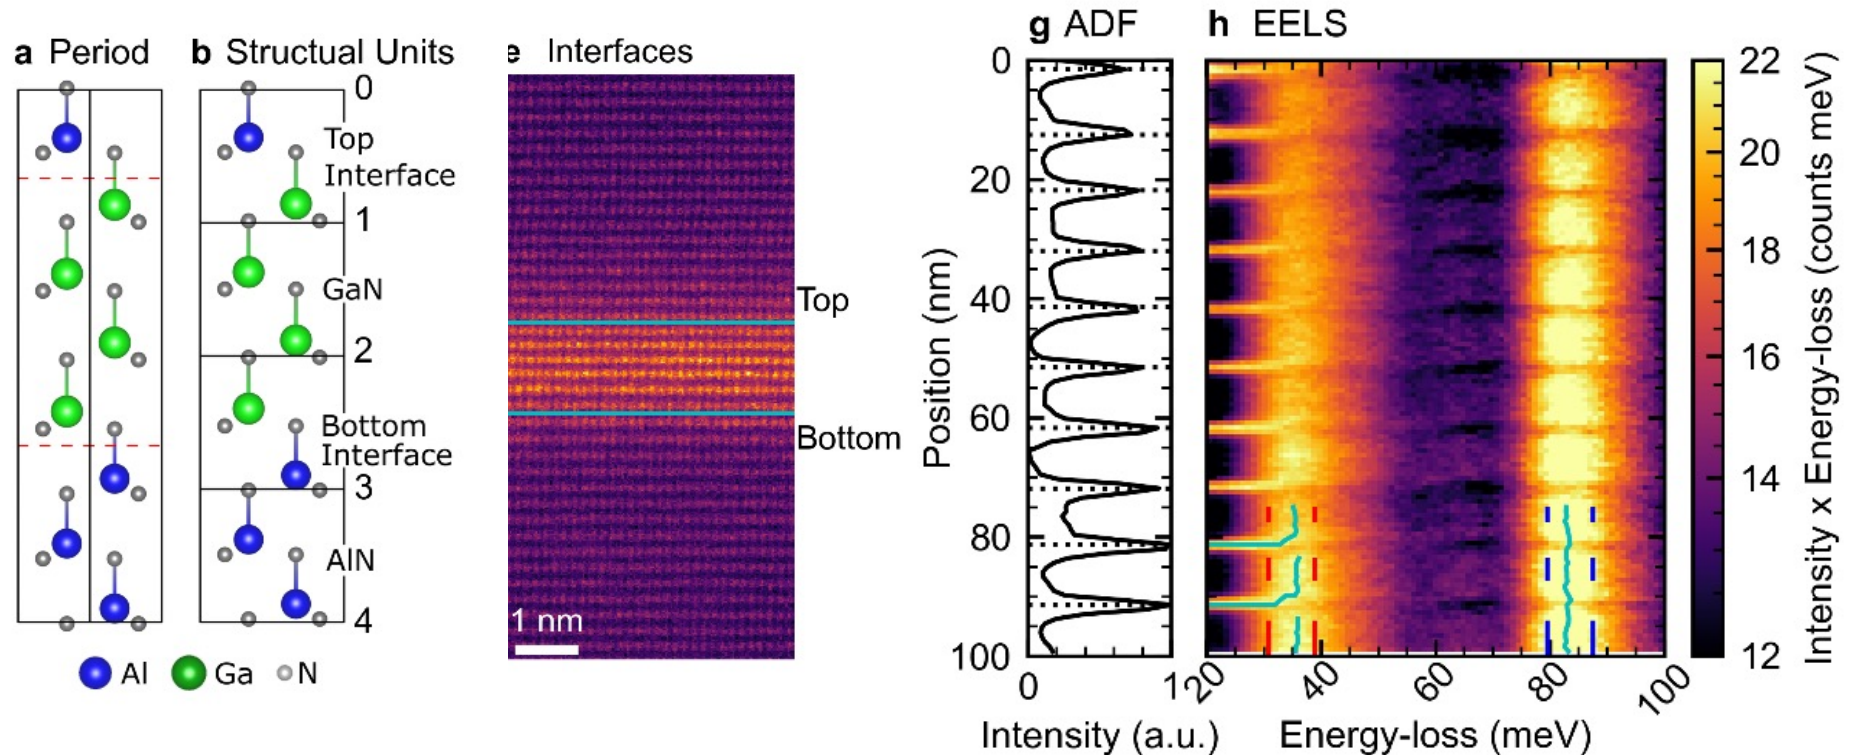 a Period
b Structual Units
0
Top
Interface
1
GaN
2
Bottom
Interface
3
AlN
4
Al Ga N
e Interfaces
Top
Bottom
1 nm
g ADF
0
20
40
60
80
100
Position (nm)
0 1
Intensity (a.u.)
h EELS
20 40 60 80 100
Energy-loss (meV)
22
20
18
16
14
12
Intensity x Energy-loss (counts meV)